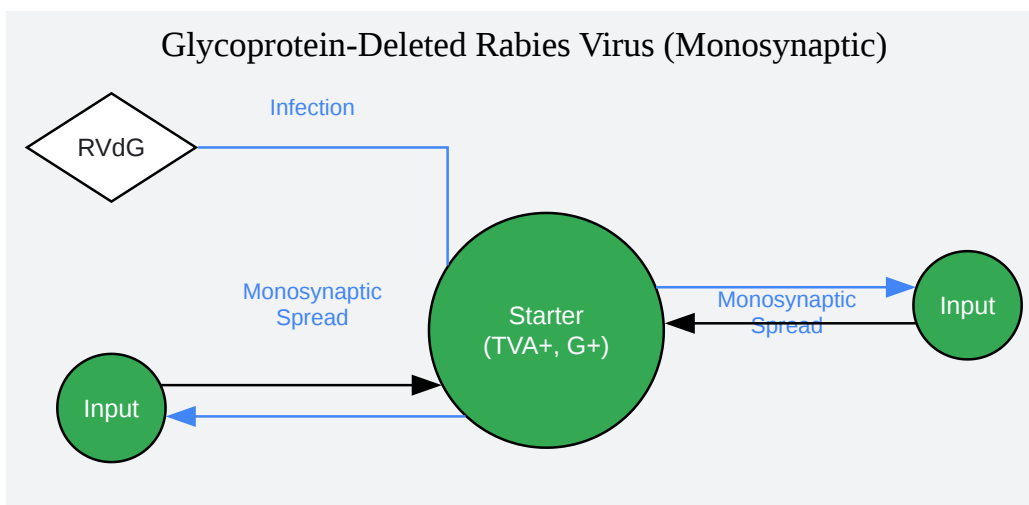 Glycoprotein-Deleted Rabies Virus (Monosynaptic)
Infection
RVdG
Monosynaptic
Spread
Starter
(TVA+, G+)
Monosynaptic
Spread
Input
Input